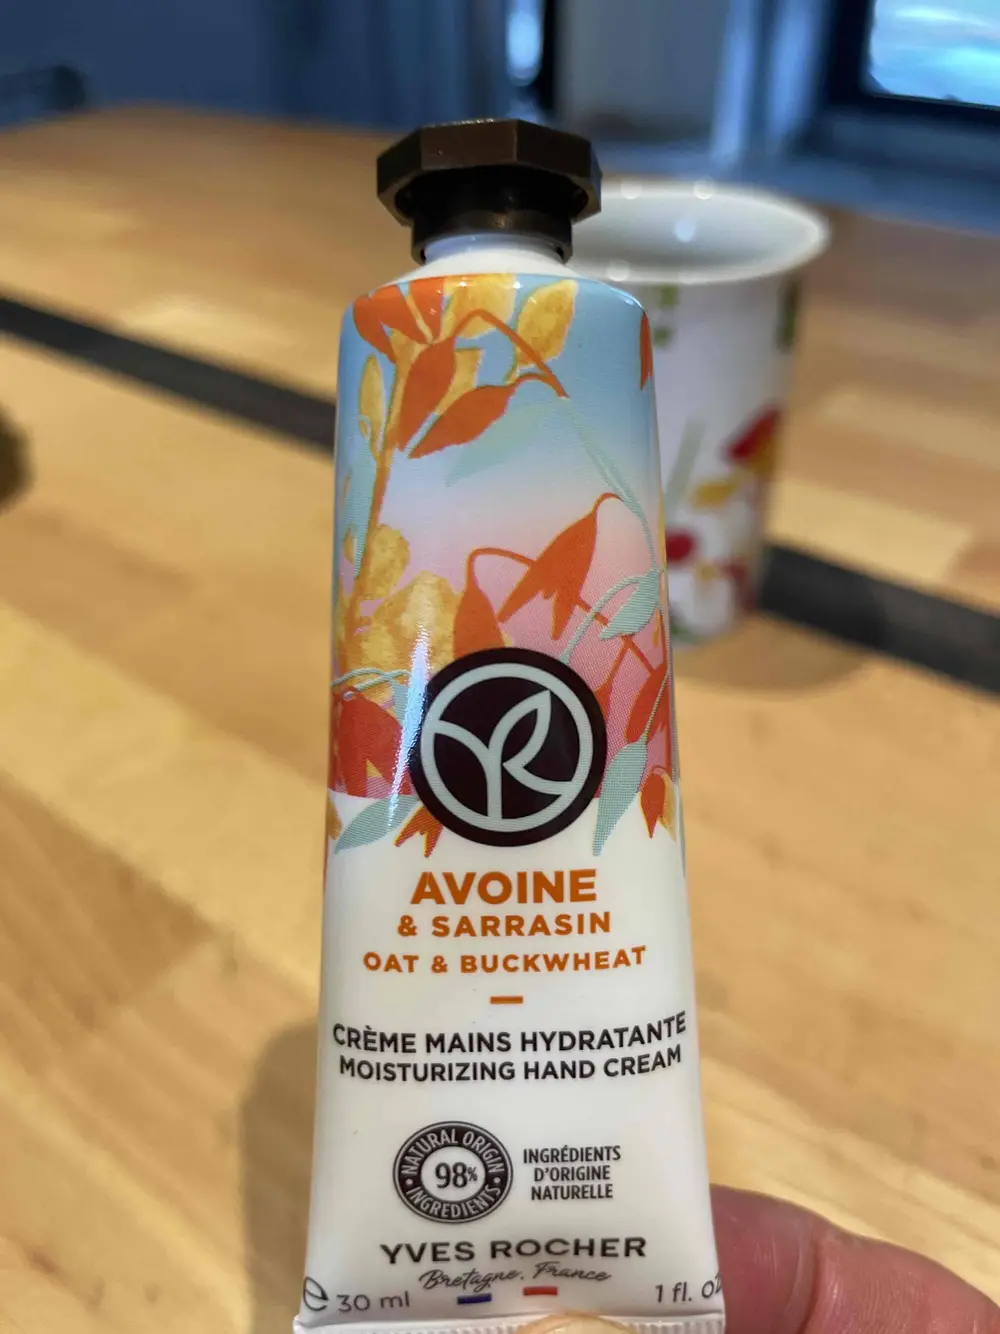 AVOINE
& SARRASIN
OAT & BUCKWHEAT
CRÈME MAINS HYDRATANTE
MOISTURIZING HAND CREAM
NATURAL ORIGIN
98%
INGREDIENTS
INGRÉDIENTS
D'ORIGINE
NATURELLE
YVES ROCHER
Bretagne, France
e 30 ml
1 fl. oz